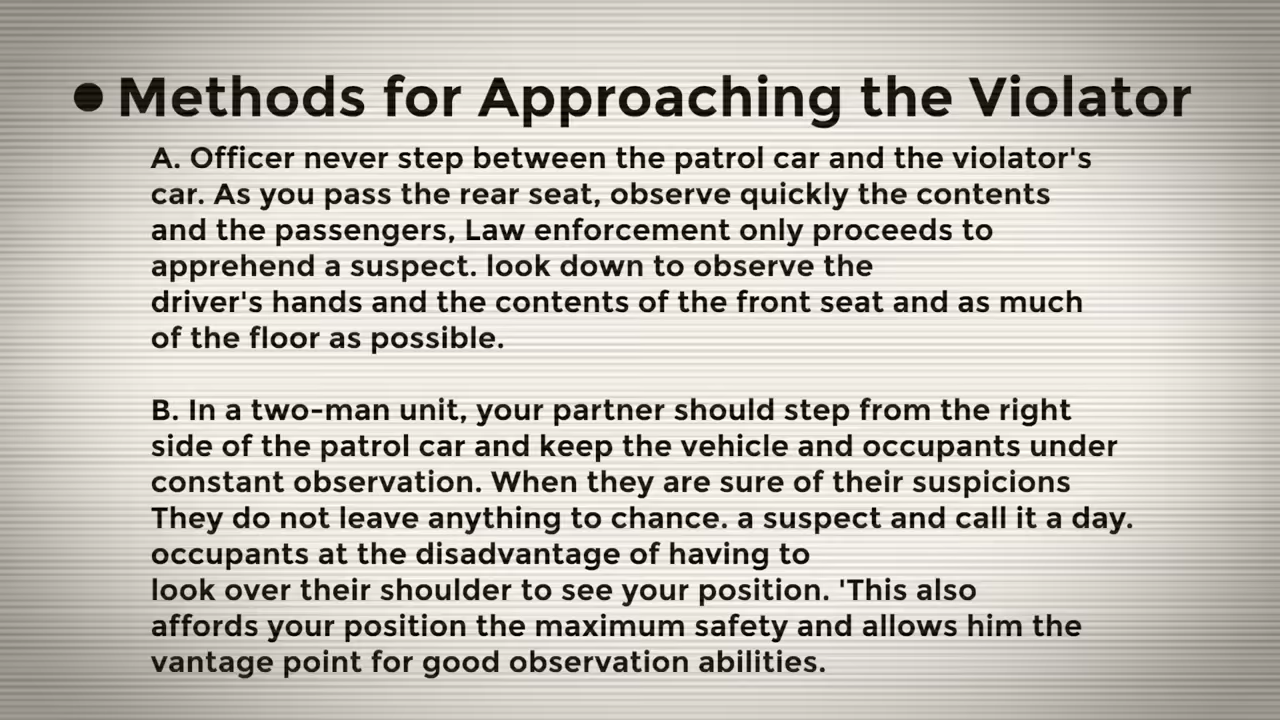 ● Methods for Approaching the Violator
A. Officer never step between the patrol car and the violator's
car. As you pass the rear seat, observe quickly the contents
and the passengers, Law enforcement only proceeds to
apprehend a suspect. look down to observe the
driver's hands and the contents of the front seat and as much
of the floor as possible.
B. In a two-man unit, your partner should step from the right
side of the patrol car and keep the vehicle and occupants under
constant observation. When they are sure of their suspicions
They do not leave anything to chance. a suspect and call it a day.
occupants at the disadvantage of having to
look over their shoulder to see your position. 'This also
affords your position the maximum safety and allows him the
vantage point for good observation abilities.